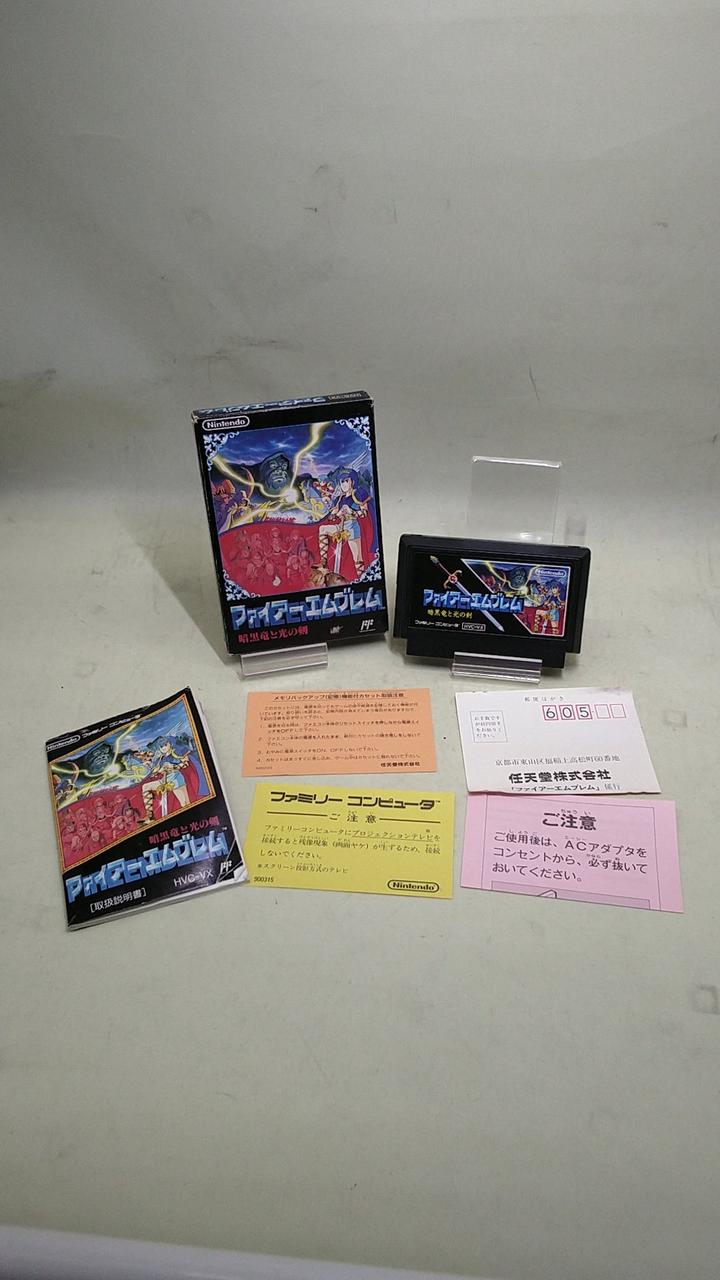 Nintendo
ファイアーエムブレム
暗黒竜と光の剣
Nintendo
ファイアーエムブレム
暗黒竜と光の剣
ファミリーコンピュータ
HVC-VX
Nintendo
ファミリーコンピュータ
暗黒竜と光の剣
ファイアーエムブレム
HVC-VX
[取扱説明書]
メモリバックアップ(記憶)機能付カセット取扱注意
任天堂株式会社
郵便はがき
605
京都市東山区福稲上高松町60番地
任天堂株式会社
「ファイアーエムブレム」係行
ファミリー コンピュータ™
ご注意
ファミリーコンピュータにプロジェクションテレビを
接続すると残像現象(画面ヤケ)が生ずるため、接続
しないでください。
※スクリーン投影方式のテレビ
900315
Nintendo
ご注意
ご使用後は、ACアダプタを
コンセントから、必ず抜いて
おいてください。